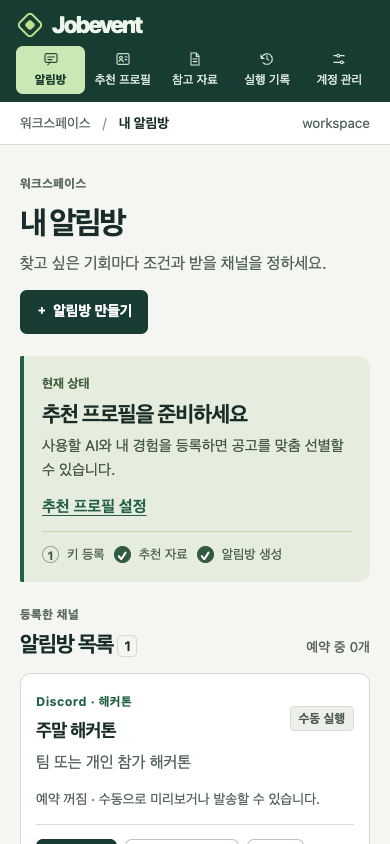 Jobevent
알림방
추천 프로필
참고 자료
실행 기록
계정 관리
워크스페이스 / 내 알림방
workspace
워크스페이스
내 알림방
찾고 싶은 기회마다 조건과 받을 채널을 정하세요.
+ 알림방 만들기
현재 상태
추천 프로필을 준비하세요
사용할 AI와 내 경험을 등록하면 공고를 맞춤 선별할
수 있습니다.
추천 프로필 설정
1 키 등록 추천 자료 알림방 생성
등록한 채널
알림방 목록 1
예약 중 0개
Discord · 해커톤
주말 해커톤
수동 실행
팀 또는 개인 참가 해커톤
예약 꺼짐 · 수동으로 미리보거나 발송할 수 있습니다.